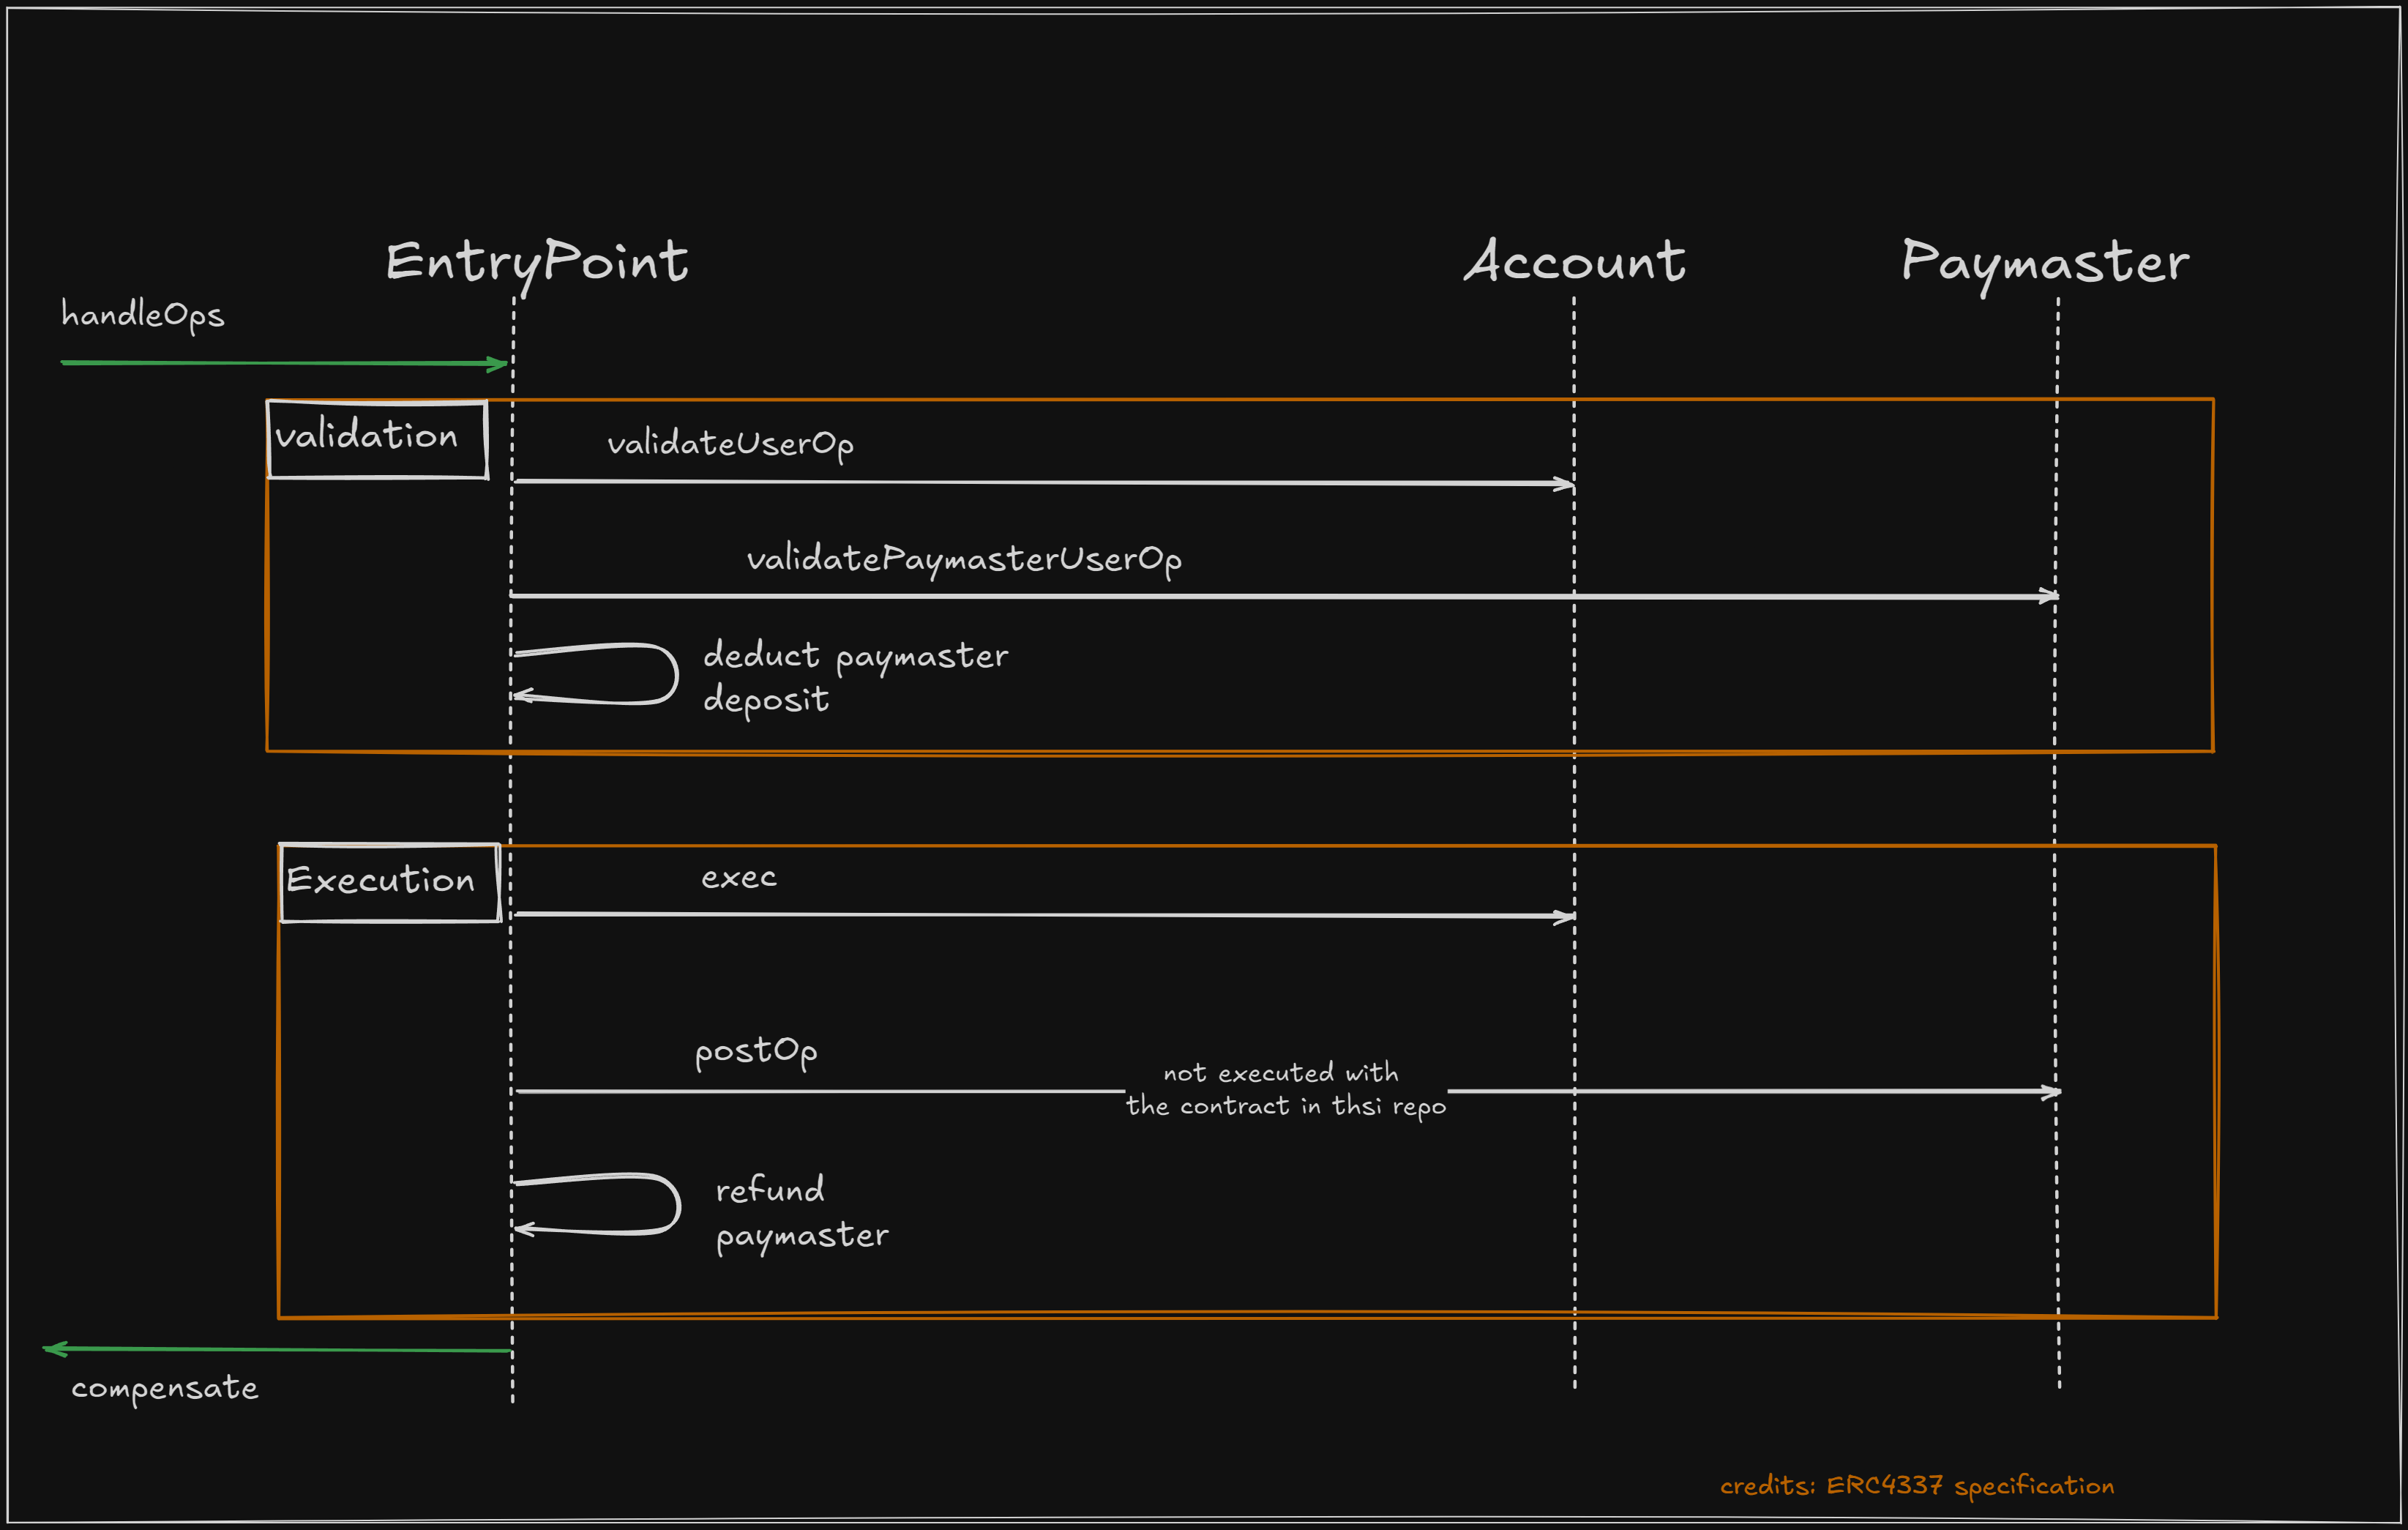 EntryPoint
Account
Paymaster
handleOps
validation
validateUserOp
validatePaymasterUserOp
deduct paymaster
deposit
Execution
exec
postOp
not executed with
the contract in thsi repo
refund
paymaster
compensate
credits: ERC4337 specification